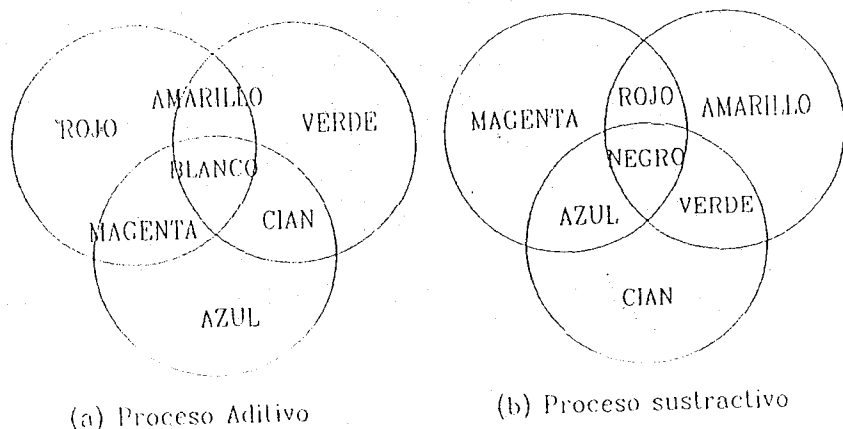 AMARILLO
ROJO
VERDE
BLANCO
MAGENTA
CIAN
AZUL
(a) Proceso Aditivo
ROJO
MAGENTA
AMARILLO
NEGRO
AZUL
VERDE
CIAN
(b) Proceso sustractivo